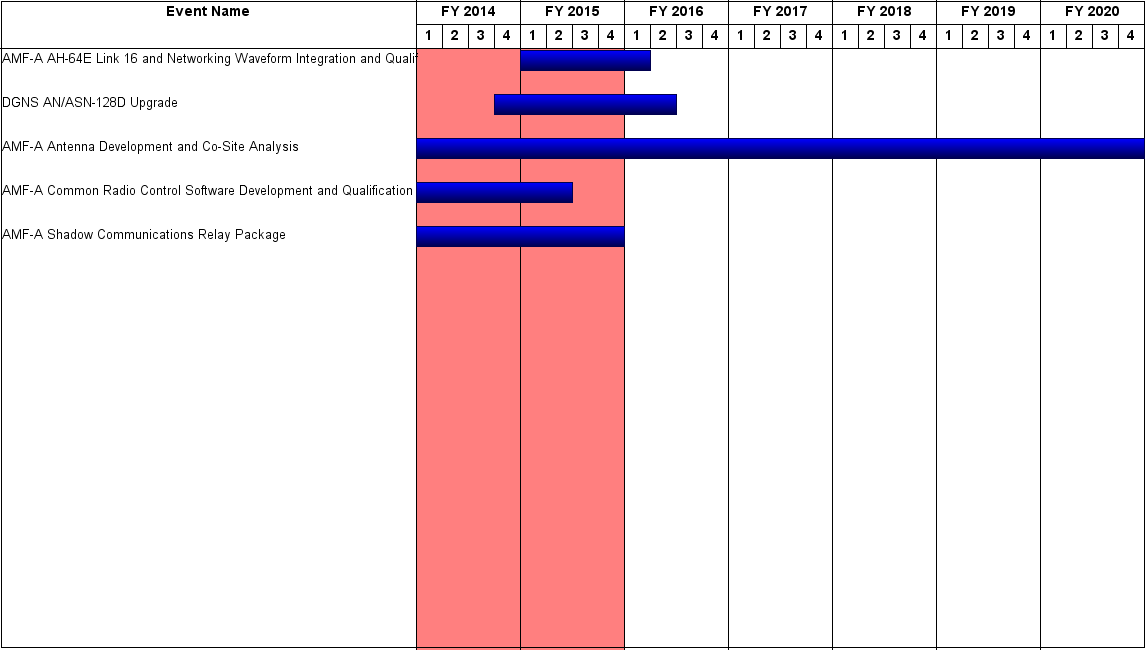 Event Name FY 2014 FY 2015 FY 2016 FY 2017 FY 2018 FY 2019 FY 2020
1 2 3 4 1 2 3 4 1 2 3 4 1 2 3 4 1 2 3 4 1 2 3 4 1 2 3 4
AMF-A AH-64E Link 16 and Networking Waveform Integration and Qualif
DGNS AN/ASN-128D Upgrade
AMF-A Antenna Development and Co-Site Analysis
AMF-A Common Radio Control Software Development and Qualification
AMF-A Shadow Communications Relay Package